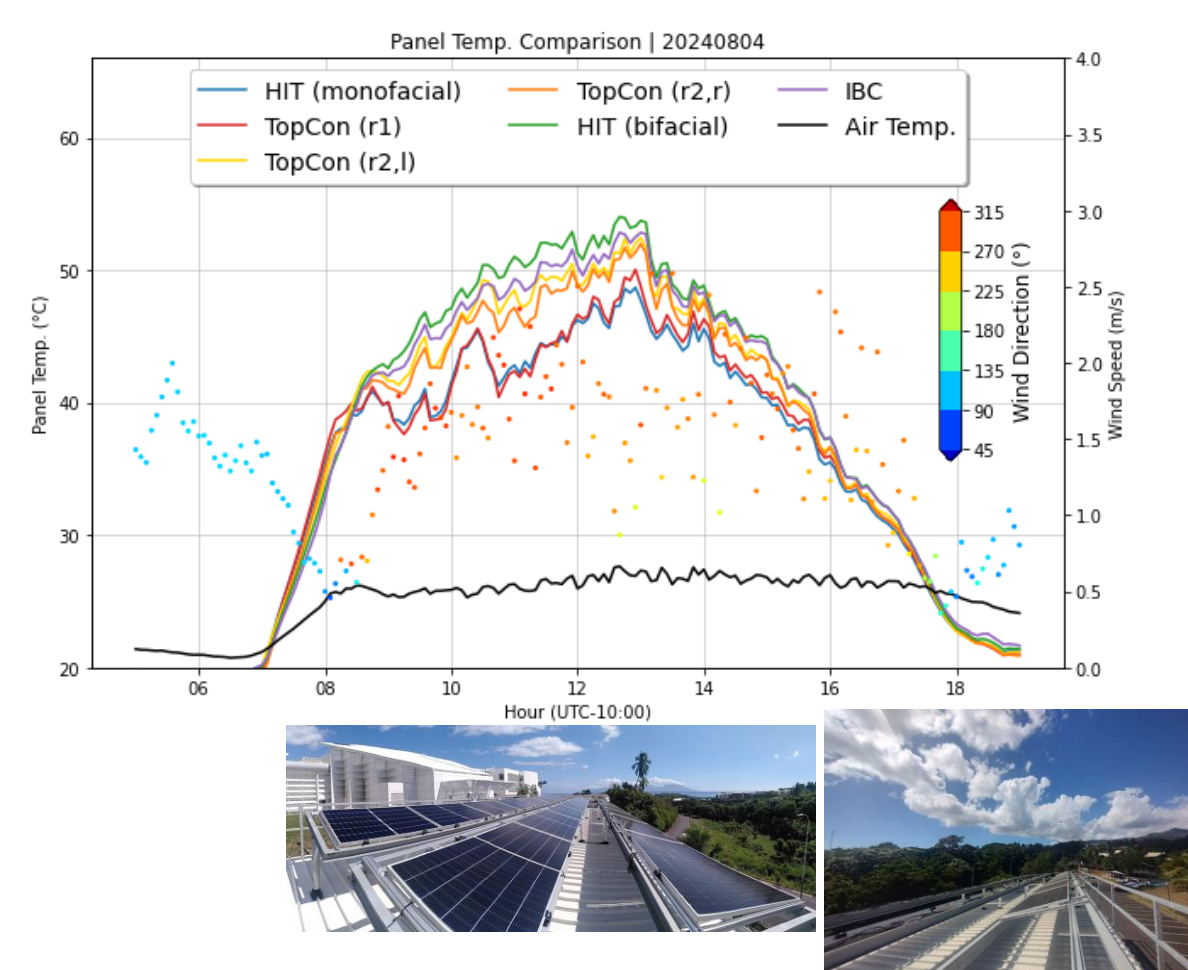 Panel Temp. Comparison | 20240804
HIT (monofacial)
TopCon (r1)
TopCon (r2,l)
TopCon (r2,r)
HIT (bifacial)
IBC
Air Temp.
Panel Temp. (°C)
60
50
40
30
20
06
08
10
12
14
16
18
Hour (UTC-10:00)
4.0
3.5
3.0
2.5
2.0
1.5
1.0
0.5
0.0
Wind Speed (m/s)
315
270
225
180
135
90
45
Wind Direction (°)